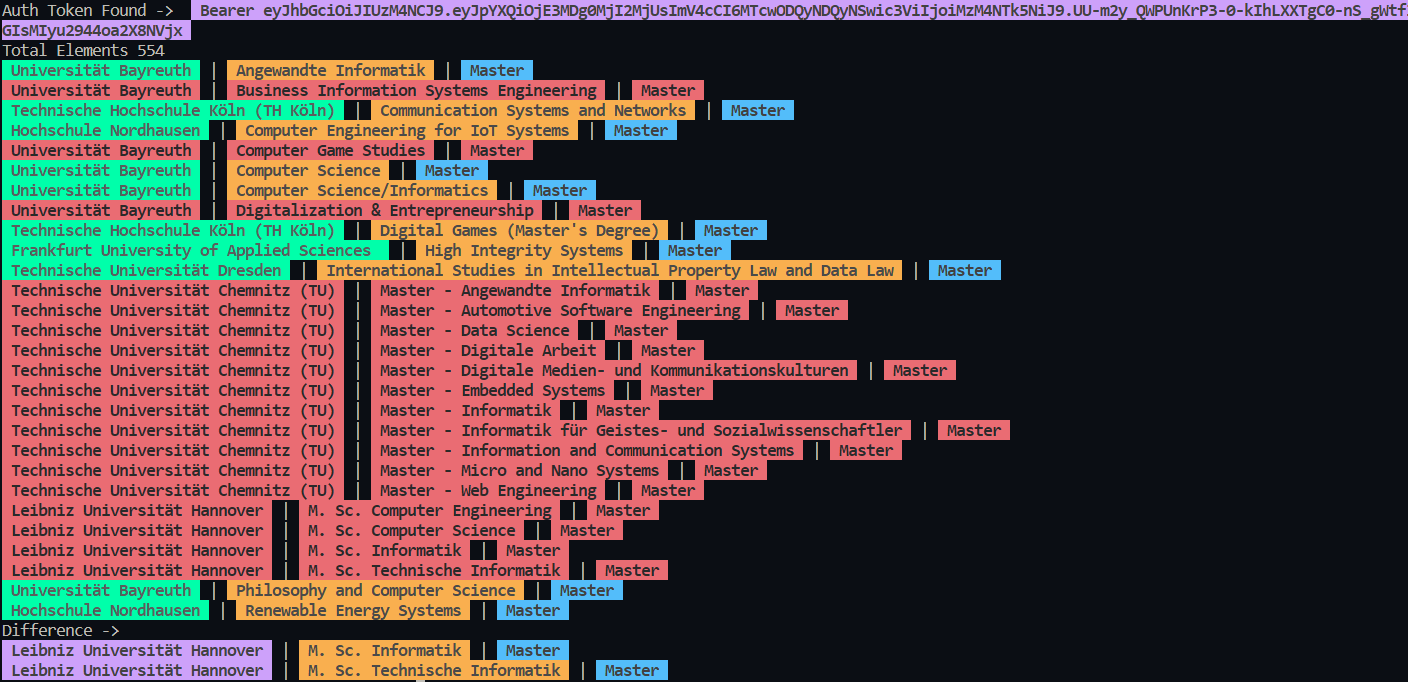 Auth Token Found -> Bearer eyJhbGciOiJIUzM4NCJ9.eyJpYXQiOjE3MDg0MjI2MjUsImV4cCI6MTcwODQyNDQyNSwic3ViIjoiMzM4NTk5NiJ9.UU-m2y_QWPUnKrP3-0-kIhLXXTgC0-nS_gWtf
GIsMIyu2944oa2X8NVjx
Total Elements 554
Universität Bayreuth | Angewandte Informatik | Master
Universität Bayreuth | Business Information Systems Engineering | Master
Technische Hochschule Köln (TH Köln) | Communication Systems and Networks | Master
Hochschule Nordhausen | Computer Engineering for IoT Systems | Master
Universität Bayreuth | Computer Game Studies | Master
Universität Bayreuth | Computer Science | Master
Universität Bayreuth | Computer Science/Informatics | Master
Universität Bayreuth | Digitalization & Entrepreneurship | Master
Technische Hochschule Köln (TH Köln) | Digital Games (Master's Degree) | Master
Frankfurt University of Applied Sciences | High Integrity Systems | Master
Technische Universität Dresden | International Studies in Intellectual Property Law and Data Law | Master
Technische Universität Chemnitz (TU) | Master - Angewandte Informatik | Master
Technische Universität Chemnitz (TU) | Master - Automotive Software Engineering | Master
Technische Universität Chemnitz (TU) | Master - Data Science | Master
Technische Universität Chemnitz (TU) | Master - Digitale Arbeit | Master
Technische Universität Chemnitz (TU) | Master - Digitale Medien- und Kommunikationskulturen | Master
Technische Universität Chemnitz (TU) | Master - Embedded Systems | Master
Technische Universität Chemnitz (TU) | Master - Informatik | Master
Technische Universität Chemnitz (TU) | Master - Informatik für Geistes- und Sozialwissenschaftler | Master
Technische Universität Chemnitz (TU) | Master - Information and Communication Systems | Master
Technische Universität Chemnitz (TU) | Master - Micro and Nano Systems | Master
Technische Universität Chemnitz (TU) | Master - Web Engineering | Master
Leibniz Universität Hannover | M. Sc. Computer Engineering | Master
Leibniz Universität Hannover | M. Sc. Computer Science | Master
Leibniz Universität Hannover | M. Sc. Informatik | Master
Leibniz Universität Hannover | M. Sc. Technische Informatik | Master
Universität Bayreuth | Philosophy and Computer Science | Master
Hochschule Nordhausen | Renewable Energy Systems | Master
Difference ->
Leibniz Universität Hannover | M. Sc. Informatik | Master
Leibniz Universität Hannover | M. Sc. Technische Informatik | Master